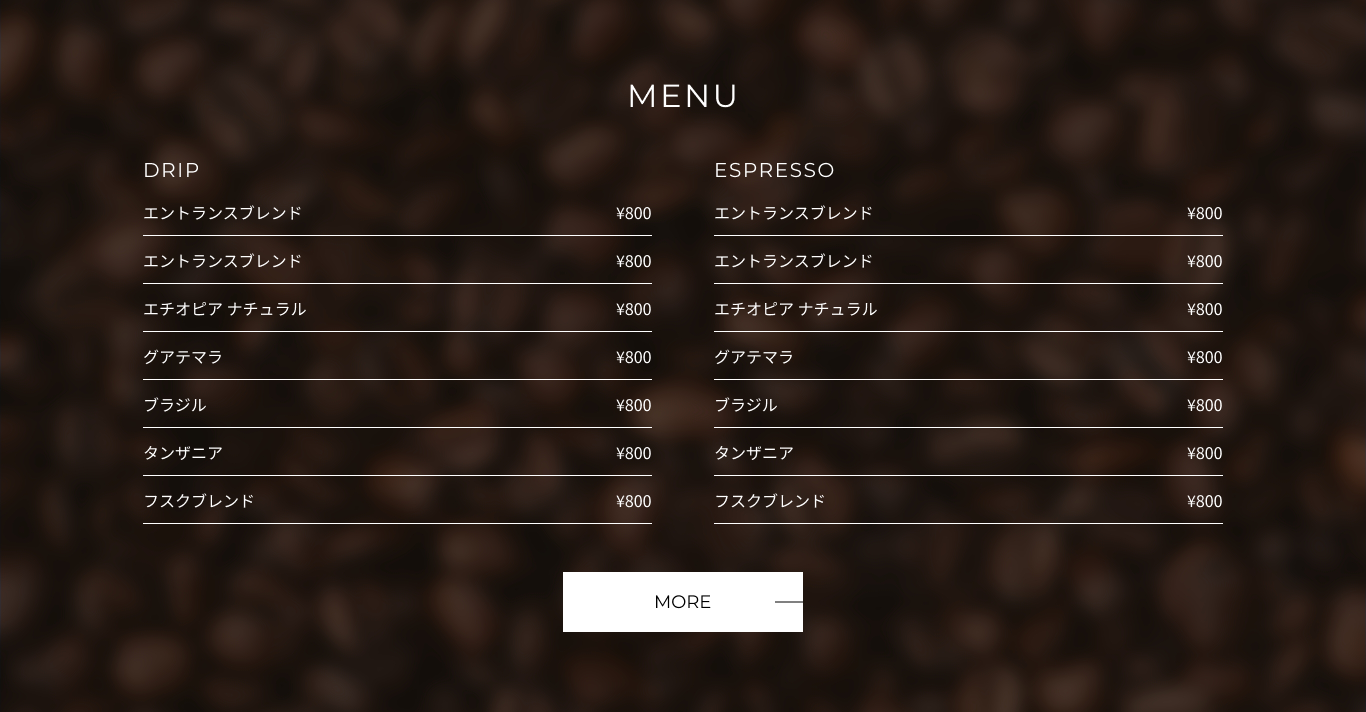 MENU
DRIP
エントランスブレンド ¥800
エントランスブレンド ¥800
エチオピア ナチュラル ¥800
グアテマラ ¥800
ブラジル ¥800
タンザニア ¥800
フスクブレンド ¥800
ESPRESSO
エントランスブレンド ¥800
エントランスブレンド ¥800
エチオピア ナチュラル ¥800
グアテマラ ¥800
ブラジル ¥800
タンザニア ¥800
フスクブレンド ¥800
MORE